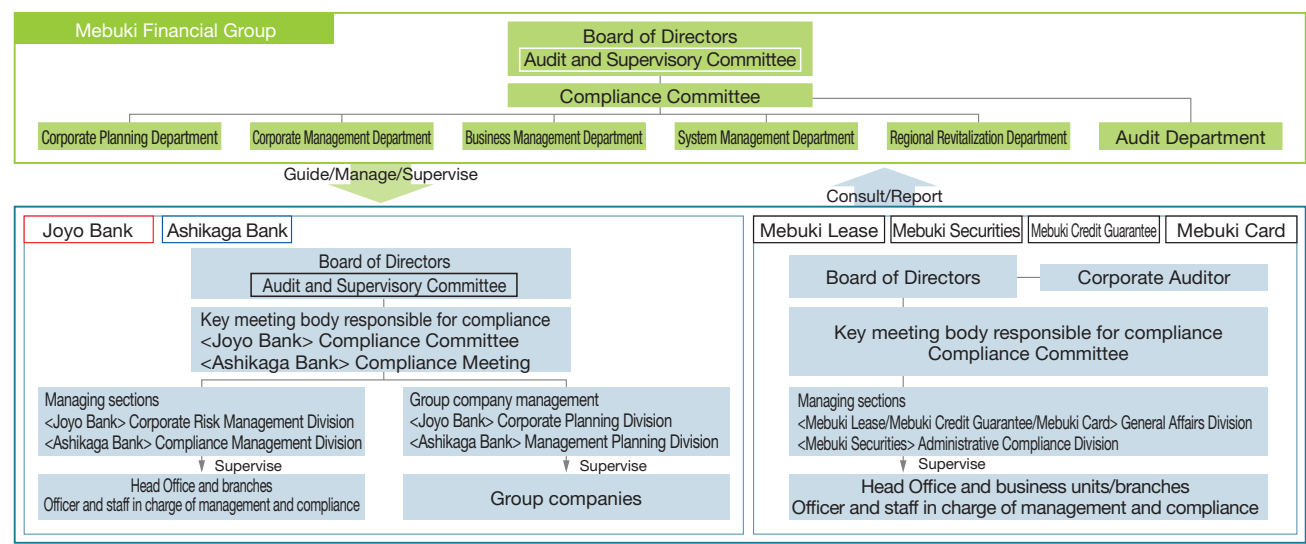 Mebuki Financial Group
Board of Directors
Audit and Supervisory Committee
Compliance Committee
Corporate Planning Department
Corporate Management Department
Business Management Department
System Management Department
Regional Revitalization Department
Audit Department
Guide/Manage/Supervise
Consult/Report
Joyo Bank
Ashikaga Bank
Board of Directors
Audit and Supervisory Committee
Key meeting body responsible for compliance
<Joyo Bank> Compliance Committee
<Ashikaga Bank> Compliance Meeting
Managing sections
<Joyo Bank> Corporate Risk Management Division
<Ashikaga Bank> Compliance Management Division
Group company management
<Joyo Bank> Corporate Planning Division
<Ashikaga Bank> Management Planning Division
Supervise
Supervise
Head Office and branches
Officer and staff in charge of management and compliance
Group companies
Mebuki Lease
Mebuki Securities
Mebuki Credit Guarantee
Mebuki Card
Board of Directors
Corporate Auditor
Key meeting body responsible for compliance
Compliance Committee
Managing sections
<Mebuki Lease/Mebuki Credit Guarantee/Mebuki Card> General Affairs Division
<Mebuki Securities> Administrative Compliance Division
Supervise
Head Office and business units/branches
Officer and staff in charge of management and compliance